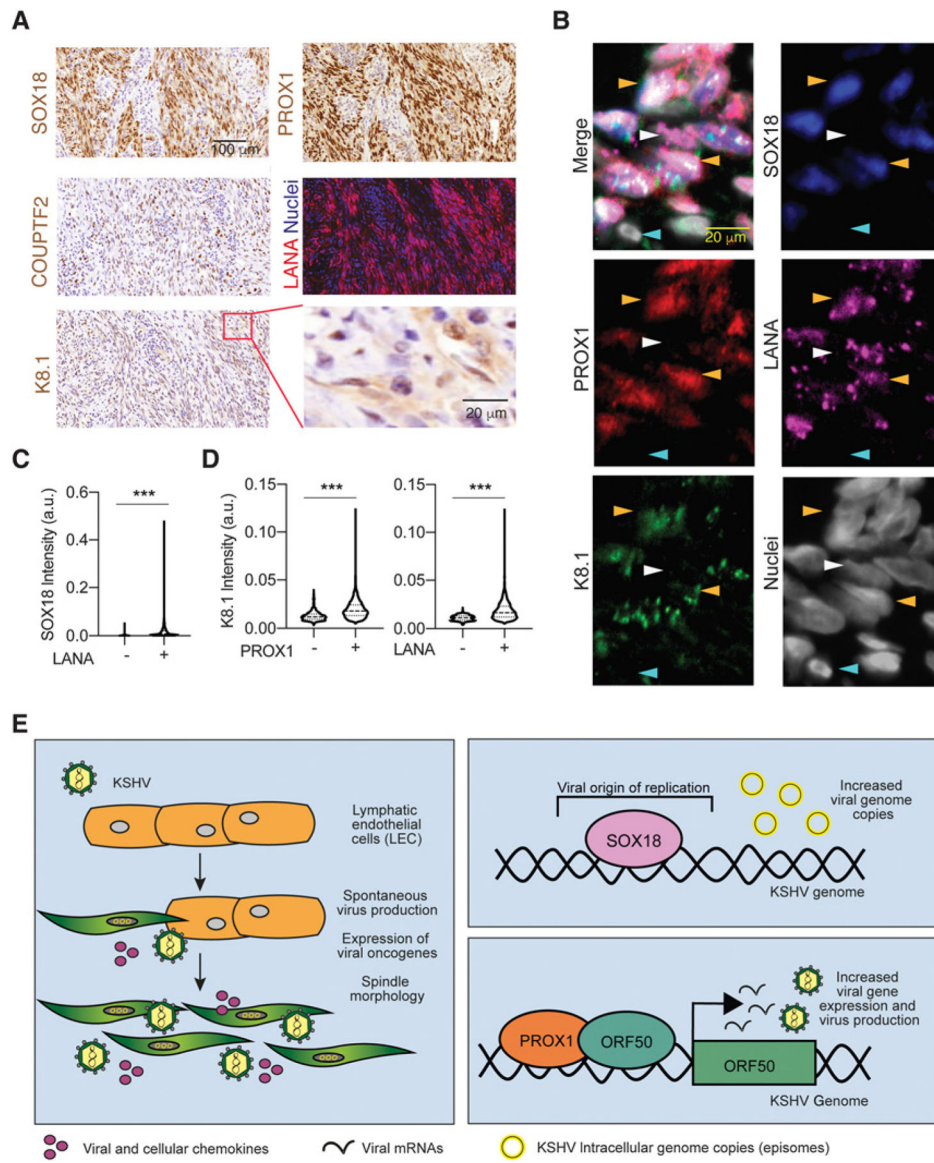 A
SOX18
100 µm
PROX1
COUPTF2
LANA Nuclei
K8.1
20 µm
B
Merge
20 µm
SOX18
PROX1
LANA
K8.1
Nuclei
C
SOX18 Intensity (a.u.)
0.6
0.4
0.2
0.0
***
LANA - +
D
K8.1 Intensity (a.u.)
0.15
0.10
0.05
0.00
***
PROX1 - +
0.15
0.10
0.05
0.00
***
LANA - +
E
KSHV
Lymphatic
endothelial
cells (LEC)
Spontaneous
virus production
Expression of
viral oncogenes
Spindle
morphology
Viral origin of replication
SOX18
Increased
viral genome
copies
KSHV genome
PROX1
ORF50
ORF50
Increased
viral gene
expression and
virus production
KSHV Genome
Viral and cellular chemokines
Viral mRNAs
KSHV Intracellular genome copies (episomes)